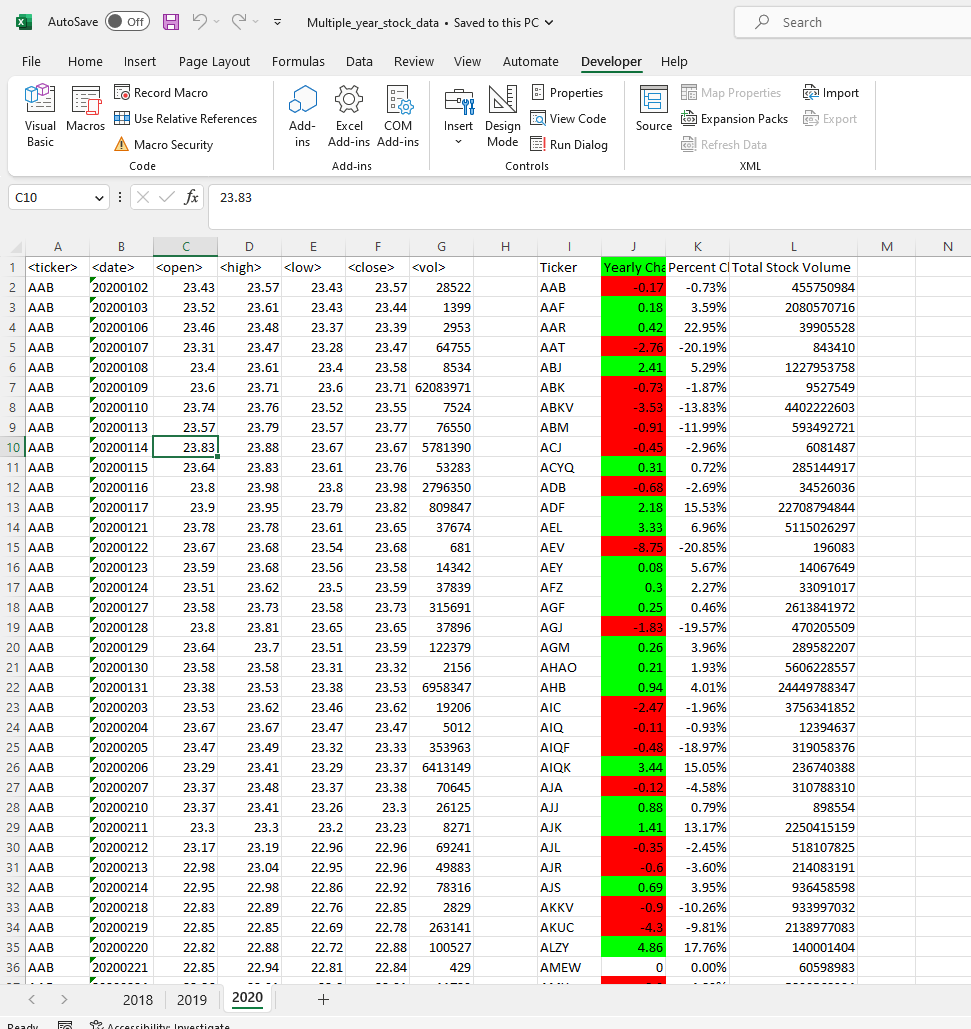 AutoSave Off Multiple_year_stock_data • Saved to this PC Search
File Home Insert Page Layout Formulas Data Review View Automate Developer Help
Visual Basic
Macros
Record Macro
Use Relative References
Macro Security
Code
Add-ins
Excel Add-ins
COM Add-ins
Add-ins
Insert
Design Mode
Properties
View Code
Run Dialog
Controls
Source
Map Properties
Expansion Packs
Refresh Data
Import
Export
XML
C10 fx 23.83
A B C D E F G H I J K L M N
1 <ticker> <date> <open> <high> <low> <close> <vol> Ticker Yearly Cha Percent Cl Total Stock Volume
2 AAB 20200102 23.43 23.57 23.43 23.57 28522 AAB -0.17 -0.73% 455750984
3 AAB 20200103 23.52 23.61 23.43 23.44 1399 AAF 0.18 3.59% 2080570716
4 AAB 20200106 23.46 23.48 23.37 23.39 2953 AAR 0.42 22.95% 39905528
5 AAB 20200107 23.31 23.47 23.28 23.47 64755 AAT -2.76 -20.19% 843410
6 AAB 20200108 23.4 23.61 23.4 23.58 8534 ABJ 2.41 5.29% 1227953758
7 AAB 20200109 23.6 23.71 23.6 23.71 62083971 ABK -0.73 -1.87% 9527549
8 AAB 20200110 23.74 23.76 23.52 23.55 7524 ABKV -3.53 -13.83% 4402222603
9 AAB 20200113 23.57 23.79 23.57 23.77 76550 ABM -0.91 -11.99% 593492721
10 AAB 20200114 23.83 23.88 23.67 23.67 5781390 ACJ -0.45 -2.96% 6081487
11 AAB 20200115 23.64 23.83 23.61 23.76 53283 ACYQ 0.31 0.72% 285144917
12 AAB 20200116 23.8 23.98 23.8 23.98 2796350 ADB -0.68 -2.69% 34526036
13 AAB 20200117 23.9 23.95 23.79 23.82 809847 ADF 2.18 15.53% 22708794844
14 AAB 20200121 23.78 23.78 23.61 23.65 37674 AEL 3.33 6.96% 5115026297
15 AAB 20200122 23.67 23.68 23.54 23.68 681 AEV -8.75 -20.85% 196083
16 AAB 20200123 23.59 23.68 23.56 23.58 14342 AEY 0.08 5.67% 14067649
17 AAB 20200124 23.51 23.62 23.5 23.59 37839 AFZ 0.3 2.27% 33091017
18 AAB 20200127 23.58 23.73 23.58 23.73 315691 AGF 0.25 0.46% 2613841972
19 AAB 20200128 23.8 23.81 23.65 23.65 37896 AGJ -1.83 -19.57% 470205509
20 AAB 20200129 23.64 23.7 23.51 23.59 122379 AGM 0.26 3.96% 289582207
21 AAB 20200130 23.58 23.58 23.31 23.32 2156 AHAO 0.21 1.93% 5606228557
22 AAB 20200131 23.38 23.53 23.38 23.53 6958347 AHB 0.94 4.01% 24449788347
23 AAB 20200203 23.53 23.62 23.46 23.62 19206 AIC -2.47 -1.96% 3756341852
24 AAB 20200204 23.67 23.67 23.47 23.47 5012 AIQ -0.11 -0.93% 12394637
25 AAB 20200205 23.47 23.49 23.32 23.33 353963 AIQF -0.48 -18.97% 319058376
26 AAB 20200206 23.29 23.41 23.29 23.37 6413149 AIQK 3.44 15.05% 236740388
27 AAB 20200207 23.37 23.48 23.37 23.38 70645 AJA -0.12 -4.58% 310788310
28 AAB 20200210 23.37 23.41 23.26 23.3 26125 AJJ 0.88 0.79% 898554
29 AAB 20200211 23.3 23.3 23.2 23.23 8271 AJK 1.41 13.17% 2250415159
30 AAB 20200212 23.17 23.19 22.96 22.96 69241 AJL -0.35 -2.45% 518107825
31 AAB 20200213 22.98 23.04 22.95 22.96 49883 AJR -0.6 -3.60% 214083191
32 AAB 20200214 22.95 22.98 22.86 22.92 78316 AJS 0.69 3.95% 936458598
33 AAB 20200218 22.83 22.89 22.76 22.85 2829 AKKV -0.9 -10.26% 933997032
34 AAB 20200219 22.85 22.85 22.69 22.78 263141 AKUC -4.3 -9.81% 2138977083
35 AAB 20200220 22.82 22.88 22.72 22.88 100527 ALZY 4.86 17.76% 140001404
36 AAB 20200221 22.85 22.94 22.81 22.84 429 AMEW 0 0.00% 60598983
2018 2019 2020
Ready Accessibility: Investigate